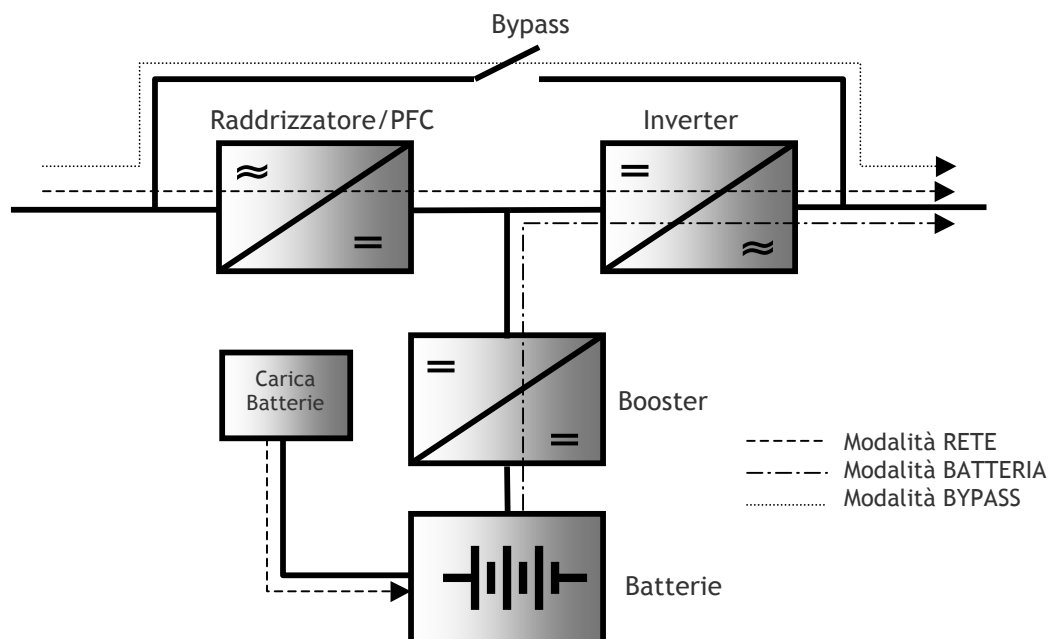 Bypass
Raddrizzatore/PFC
Inverter
Carica
Batterie
Booster
Modalità RETE
Modalità BATTERIA
Modalità BYPASS
Batterie